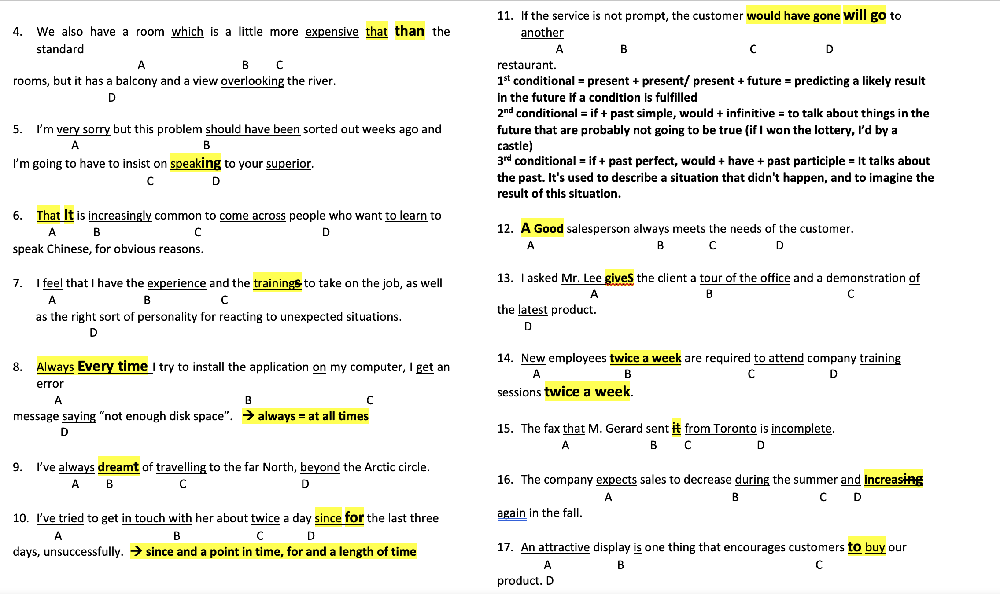 4. We also have a room which is a little more expensive that than the
standard
A B C
rooms, but it has a balcony and a view overlooking the river.
D
5. I'm very sorry but this problem should have been sorted out weeks ago and
A B
I'm going to have to insist on speaking to your superior.
C D
6. That It is increasingly common to come across people who want to learn to
A B C D
speak Chinese, for obvious reasons.
7. I feel that I have the experience and the trainings to take on the job, as well
A B C
as the right sort of personality for reacting to unexpected situations.
D
8. Always Every time I try to install the application on my computer, I get an
error
A B C
message saying “not enough disk space”. → always = at all times
D
9. I've always dreamt of travelling to the far North, beyond the Arctic circle.
A B C D
10. I've tried to get in touch with her about twice a day since for the last three
A B C D
days, unsuccessfully. → since and a point in time, for and a length of time
11. If the service is not prompt, the customer would have gone will go to
another
A B C D
restaurant.
1st conditional = present + present/ present + future = predicting a likely result
in the future if a condition is fulfilled
2nd conditional = if + past simple, would + infinitive = to talk about things in the
future that are probably not going to be true (if I won the lottery, I'd by a
castle)
3rd conditional = if + past perfect, would + have + past participle = It talks about
the past. It's used to describe a situation that didn't happen, and to imagine the
result of this situation.
12. A Good salesperson always meets the needs of the customer.
A B C D
13. I asked Mr. Lee giveS the client a tour of the office and a demonstration of
A B C
the latest product.
D
14. New employees twice a week are required to attend company training
A B C D
sessions twice a week.
15. The fax that M. Gerard sent it from Toronto is incomplete.
A B C D
16. The company expects sales to decrease during the summer and increasing
A B C D
again in the fall.
17. An attractive display is one thing that encourages customers to buy our
A B C
product. D